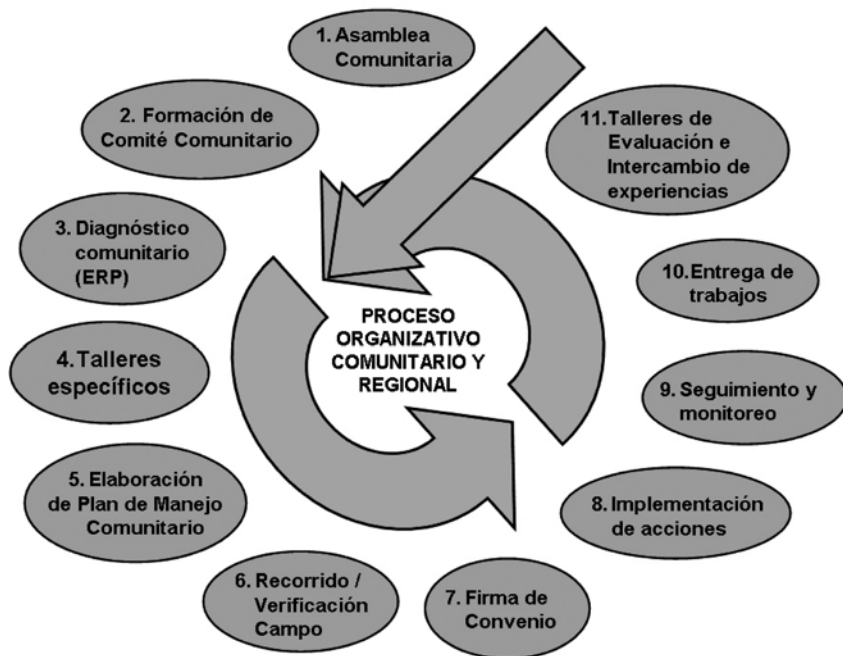 1. Asamblea
Comunitaria
2. Formación de
Comité Comunitario
3. Diagnóstico
comunitario
(ERP)
4. Talleres
específicos
5. Elaboración
de Plan de Manejo
Comunitario
6. Recorrido /
Verificación
Campo
7. Firma de
Convenio
8. Implementación
de acciones
9. Seguimiento y
monitoreo
10. Entrega de
trabajos
11. Talleres de
Evaluación e
Intercambio de
experiencias
PROCESO
ORGANIZATIVO
COMUNITARIO Y
REGIONAL